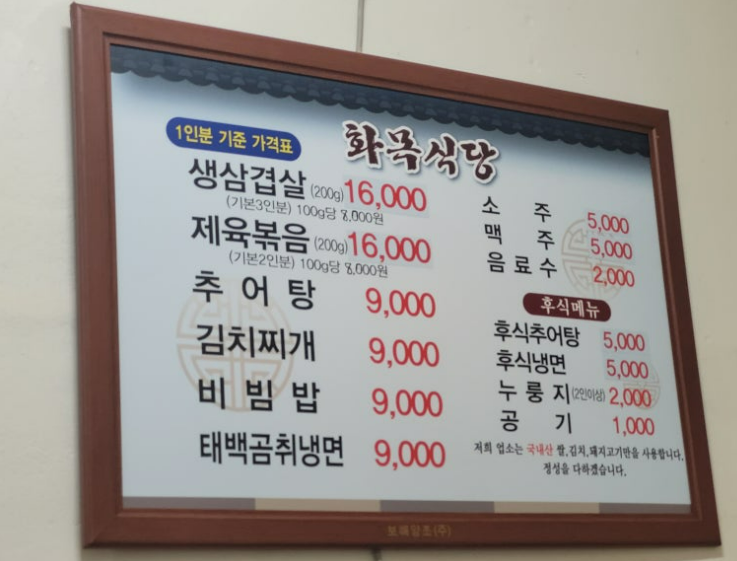 화목식당
1인분 기준 가격표
생삼겹살 (200g) 16,000
(기본3인분) 100g당 8,000원
제육볶음 (200g) 16,000
(기본2인분) 100g당 8,000원
추어탕 9,000
김치찌개 9,000
비빔밥 9,000
태백곰취냉면 9,000
소주 5,000
맥주 5,000
음료수 2,000
후식메뉴
후식추어탕 5,000
후식냉면 5,000
누룽지(2인이상) 2,000
공기 1,000
저희 업소는 국내산 쌀,김치,돼지고기만을 사용합니다.
정성을 다하겠습니다.